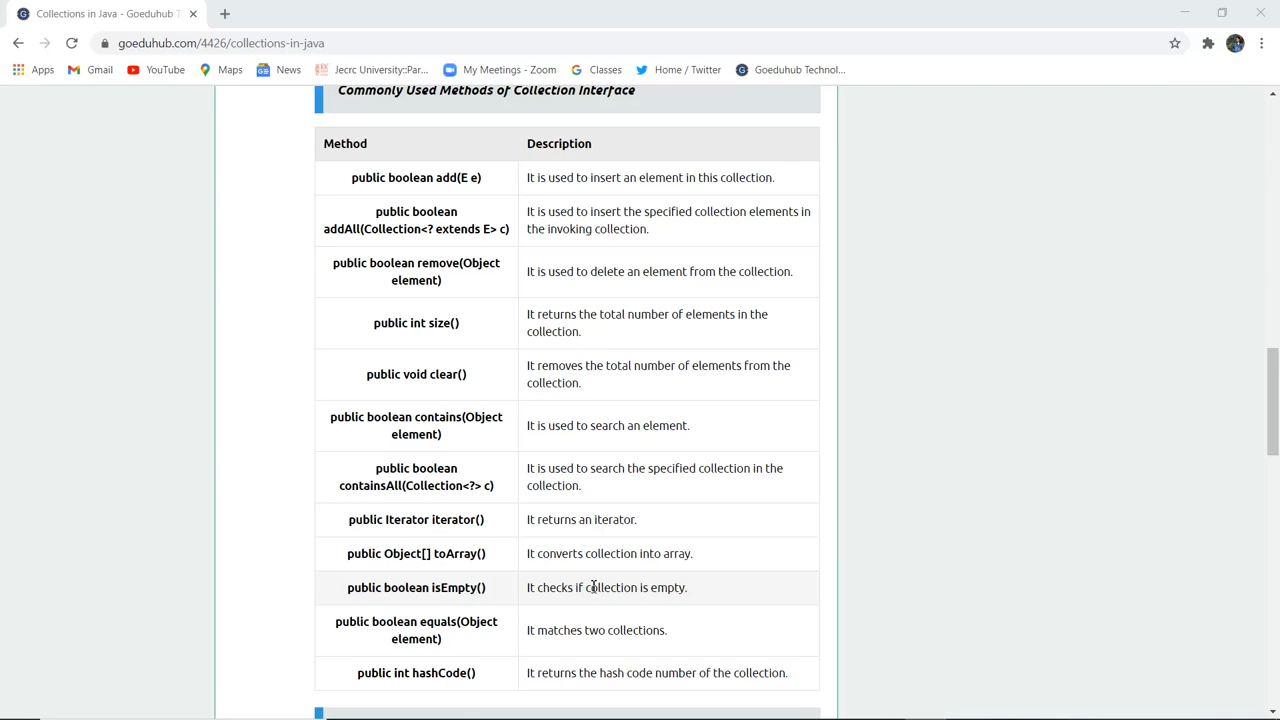 Collections in Java - Goeduhub T
goeduhub.com/4426/collections-in-java
Apps Gmail YouTube Maps News Jecrc University::Par... My Meetings - Zoom Classes Home / Twitter Goeduhub Technol...
Commonly Used Methods of Collection Interface
Method Description
public boolean add(E e) It is used to insert an element in this collection.
public boolean
addAll(Collection<? extends E> c)
It is used to insert the specified collection elements in
the invoking collection.
public boolean remove(Object
element)
It is used to delete an element from the collection.
public int size()
It returns the total number of elements in the
collection.
public void clear()
It removes the total number of elements from the
collection.
public boolean contains(Object
element)
It is used to search an element.
public boolean
containsAll(Collection<?> c)
It is used to search the specified collection in the
collection.
public Iterator iterator() It returns an iterator.
public Object[] toArray() It converts collection into array.
public boolean isEmpty() It checks if collection is empty.
public boolean equals(Object
element)
It matches two collections.
public int hashCode() It returns the hash code number of the collection.